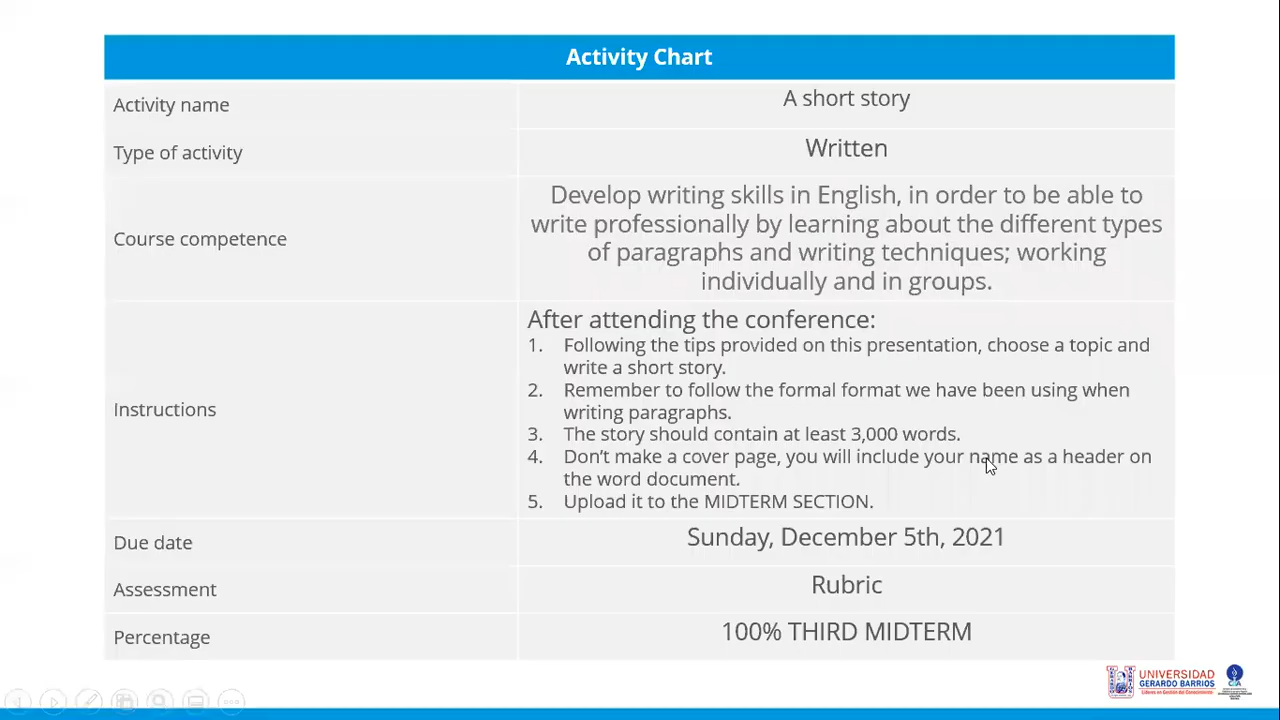 Activity Chart
Activity name
A short story
Type of activity
Written
Course competence
Develop writing skills in English, in order to be able to
write professionally by learning about the different types
of paragraphs and writing techniques; working
individually and in groups.
Instructions
After attending the conference:
1. Following the tips provided on this presentation, choose a topic and
write a short story.
2. Remember to follow the formal format we have been using when
writing paragraphs.
3. The story should contain at least 3,000 words.
4. Don’t make a cover page, you will include your name as a header on
the word document.
5. Upload it to the MIDTERM SECTION.
Due date
Sunday, December 5th, 2021
Assessment
Rubric
Percentage
100% THIRD MIDTERM
UNIVERSIDAD
GERARDO BARRIOS
Líderes en Gestión del Conocimiento